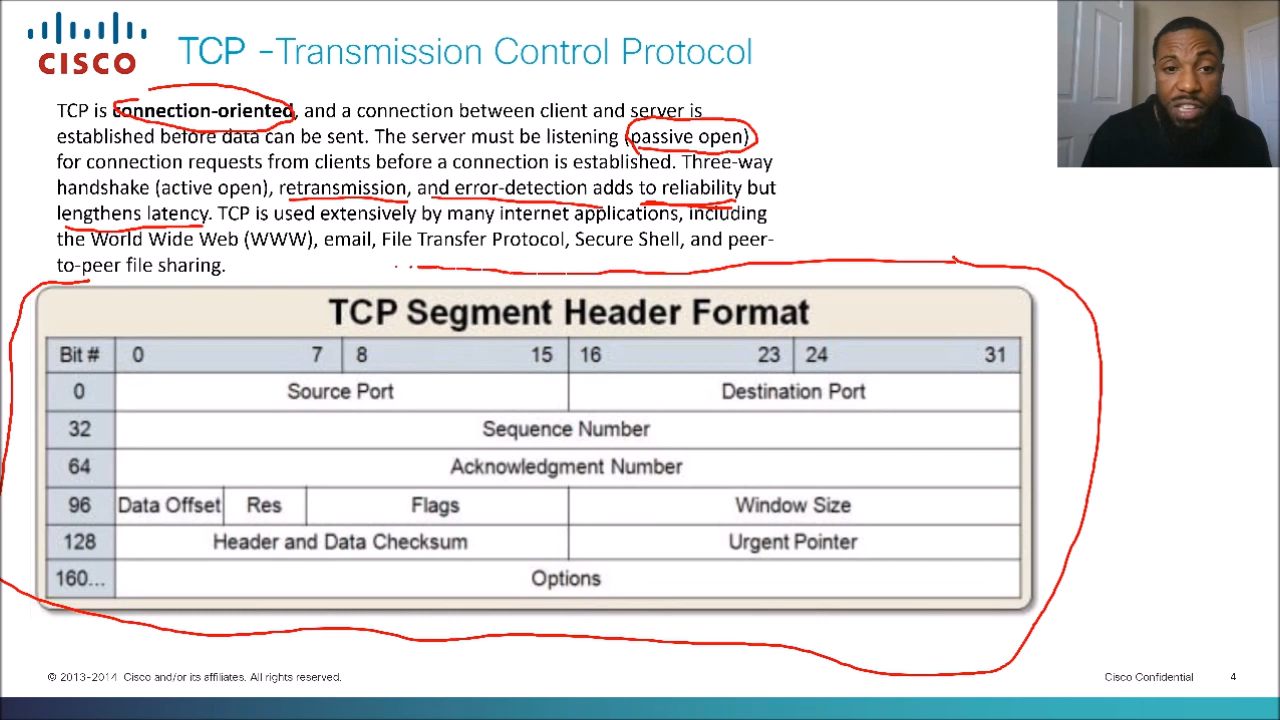 CISCO
TCP –Transmission Control Protocol
TCP is connection-oriented, and a connection between client and server is
established before data can be sent. The server must be listening (passive open)
for connection requests from clients before a connection is established. Three-way
handshake (active open), retransmission, and error-detection adds to reliability but
lengthens latency. TCP is used extensively by many internet applications, including
the World Wide Web (WWW), email, File Transfer Protocol, Secure Shell, and peer-
to-peer file sharing.
TCP Segment Header Format
Bit # 0 7 8 15 16 23 24 31
0 Source Port Destination Port
32 Sequence Number
64 Acknowledgment Number
96 Data Offset Res Flags Window Size
128 Header and Data Checksum Urgent Pointer
160... Options
© 2013-2014 Cisco and/or its affiliates. All rights reserved. Cisco Confidential 4